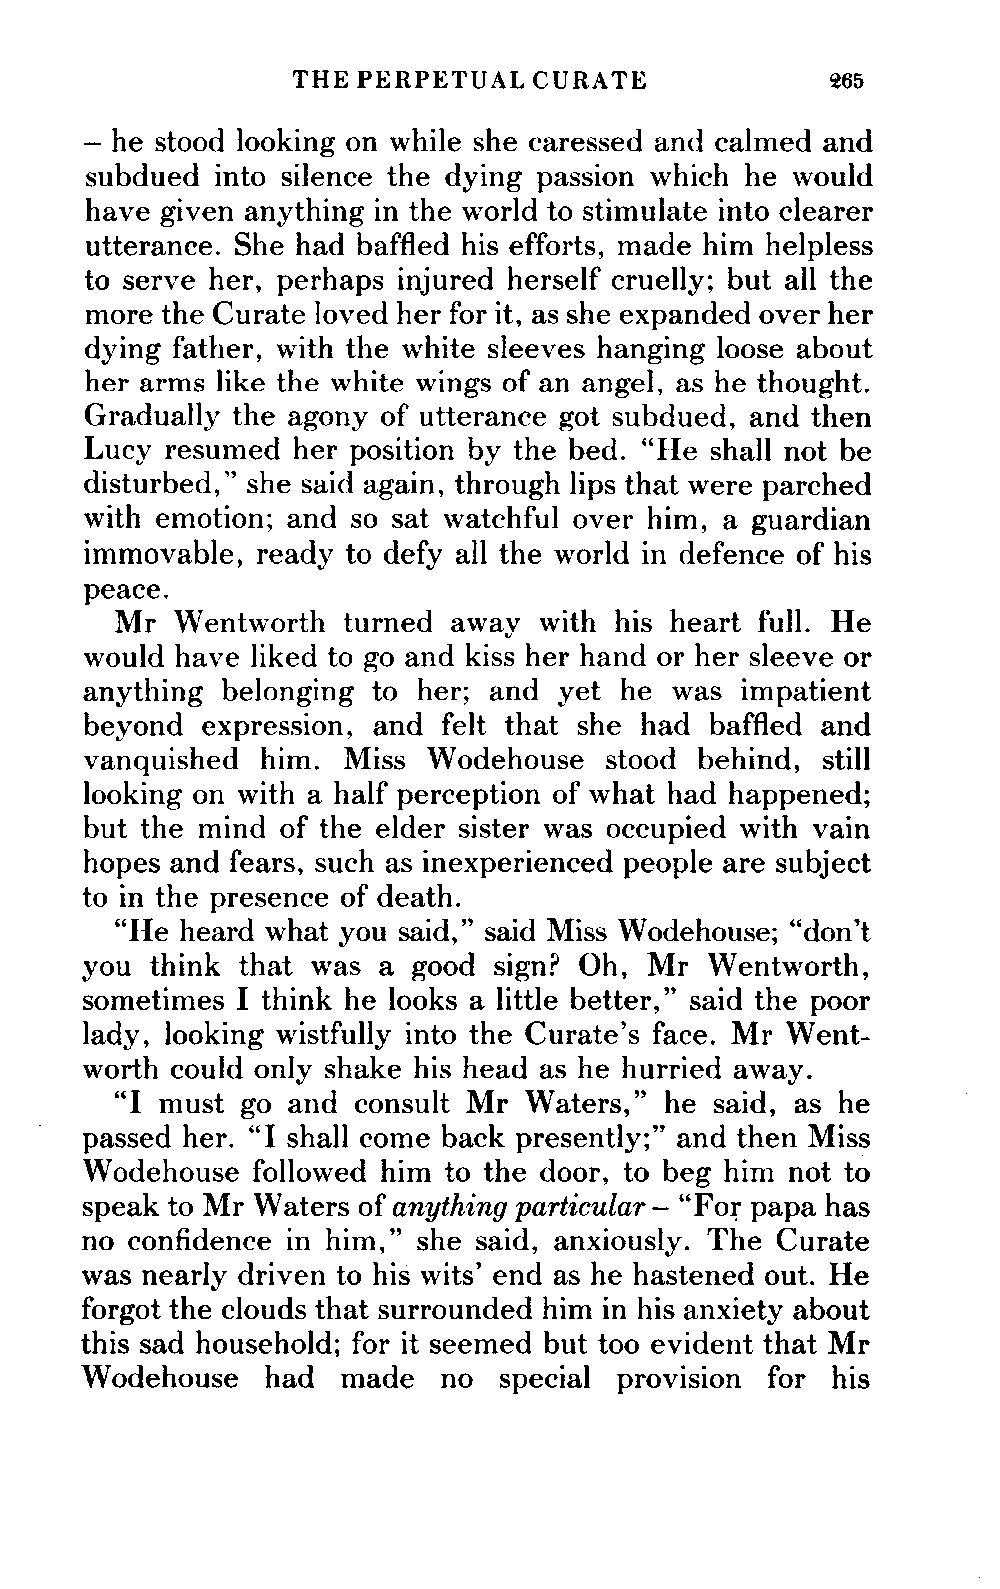 THE PERPETUAL CURATE 265
– he stood looking on while she caressed and calmed and
subdued into silence the dying passion which he would
have given anything in the world to stimulate into clearer
utterance. She had baffled his efforts, made him helpless
to serve her, perhaps injured herself cruelly; but all the
more the Curate loved her for it, as she expanded over her
dying father, with the white sleeves hanging loose about
her arms like the white wings of an angel, as he thought.
Gradually the agony of utterance got subdued, and then
Lucy resumed her position by the bed. “He shall not be
disturbed,” she said again, through lips that were parched
with emotion; and so sat watchful over him, a guardian
immovable, ready to defy all the world in defence of his
peace.
Mr Wentworth turned away with his heart full. He
would have liked to go and kiss her hand or her sleeve or
anything belonging to her; and yet he was impatient
beyond expression, and felt that she had baffled and
vanquished him. Miss Wodehouse stood behind, still
looking on with a half perception of what had happened;
but the mind of the elder sister was occupied with vain
hopes and fears, such as inexperienced people are subject
to in the presence of death.
“He heard what you said,” said Miss Wodehouse; “don’t
you think that was a good sign? Oh, Mr Wentworth,
sometimes I think he looks a little better,” said the poor
lady, looking wistfully into the Curate’s face. Mr Went-
worth could only shake his head as he hurried away.
“I must go and consult Mr Waters,” he said, as he
passed her. “I shall come back presently;” and then Miss
Wodehouse followed him to the door, to beg him not to
speak to Mr Waters of anything particular – “For papa has
no confidence in him,” she said, anxiously. The Curate
was nearly driven to his wits’ end as he hastened out. He
forgot the clouds that surrounded him in his anxiety about
this sad household; for it seemed but too evident that Mr
Wodehouse had made no special provision for his